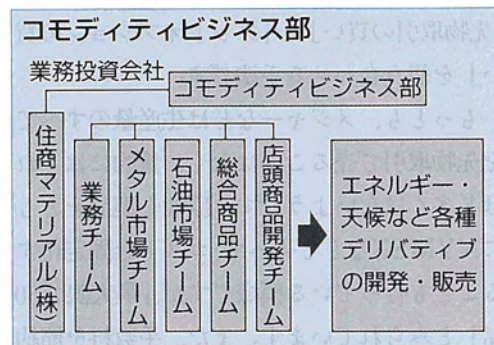 コモディティビジネス部
業務投資会社
コモディティビジネス部
住商マテリアル(株)
業務チーム
メタル市場チーム
石油市場チーム
総合商品チーム
店頭商品開発チーム
エネルギー・
天候など各種
デリバティブ
の開発・販売